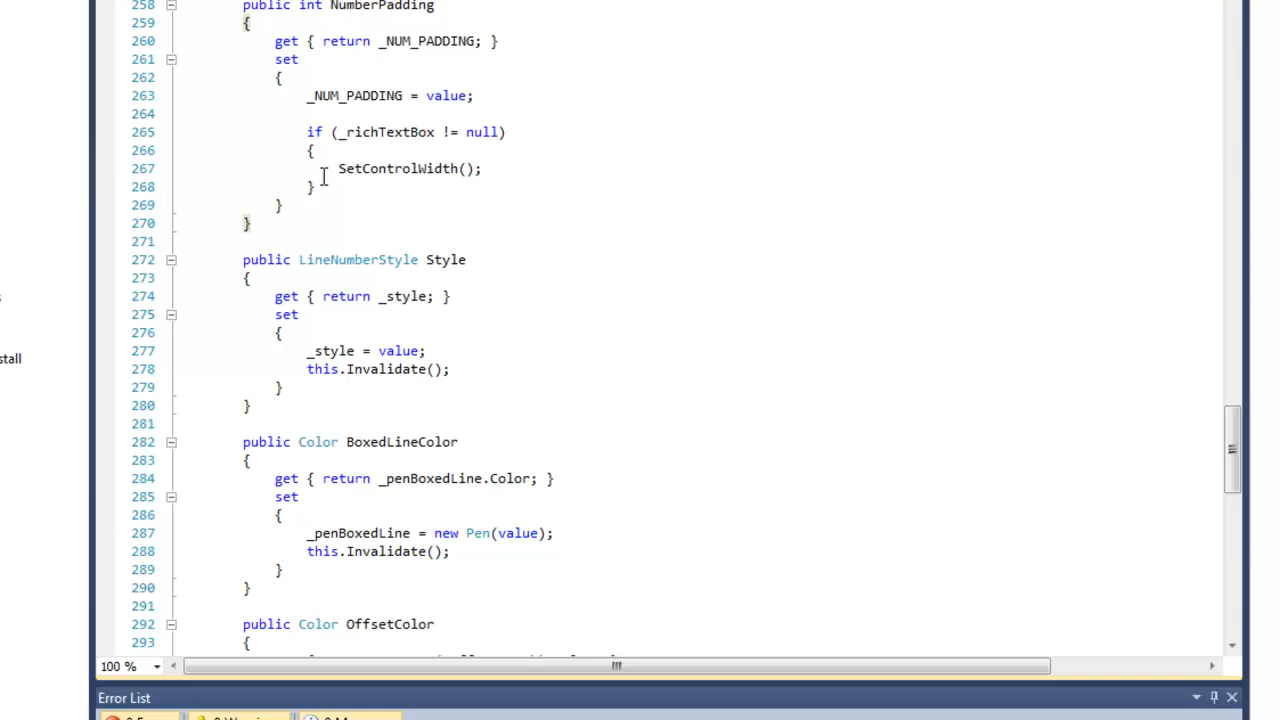 258 public int NumberPadding
259 {
260 get { return _NUM_PADDING; }
261 set
262 {
263 _NUM_PADDING = value;
264
265 if (_richTextBox != null)
266 {
267 SetControlWidth();
268 }
269 }
270 }
271
272 public LineNumberStyle Style
273 {
274 get { return _style; }
275 set
276 {
277 _style = value;
278 this.Invalidate();
279 }
280 }
281
282 public Color BoxedLineColor
283 {
284 get { return _penBoxedLine.Color; }
285 set
286 {
287 _penBoxedLine = new Pen(value);
288 this.Invalidate();
289 }
290 }
291
292 public Color OffsetColor
293 {
stall
100 %
Error List